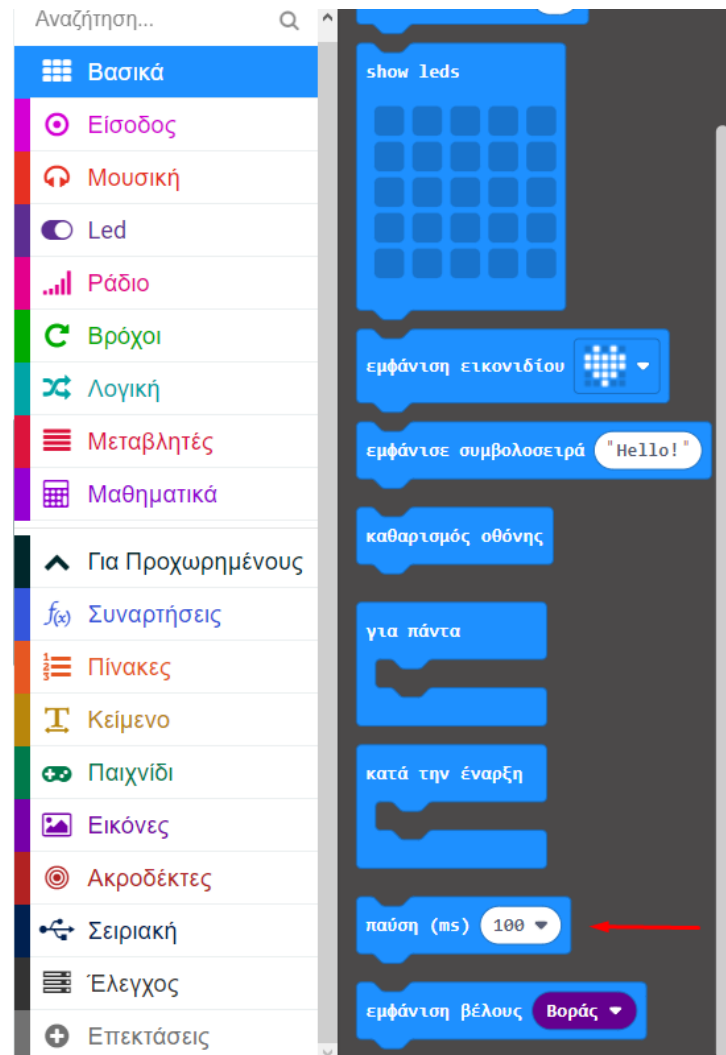 Αναζήτηση...
Βασικά
Είσοδος
Μουσική
Led
Ράδιο
Βρόχοι
Λογική
Μεταβλητές
Μαθηματικά
Για Προχωρημένους
f(x) Συναρτήσεις
Πίνακες
Κείμενο
Παιχνίδι
Εικόνες
Ακροδέκτες
Σειριακή
Έλεγχος
Επεκτάσεις
show leds
εμφάνιση εικονιδίου
εμφάνισε συμβολοσειρά "Hello!"
καθαρισμός οθόνης
για πάντα
κατά την έναρξη
παύση (ms) 100
εμφάνιση βέλους Βοράς